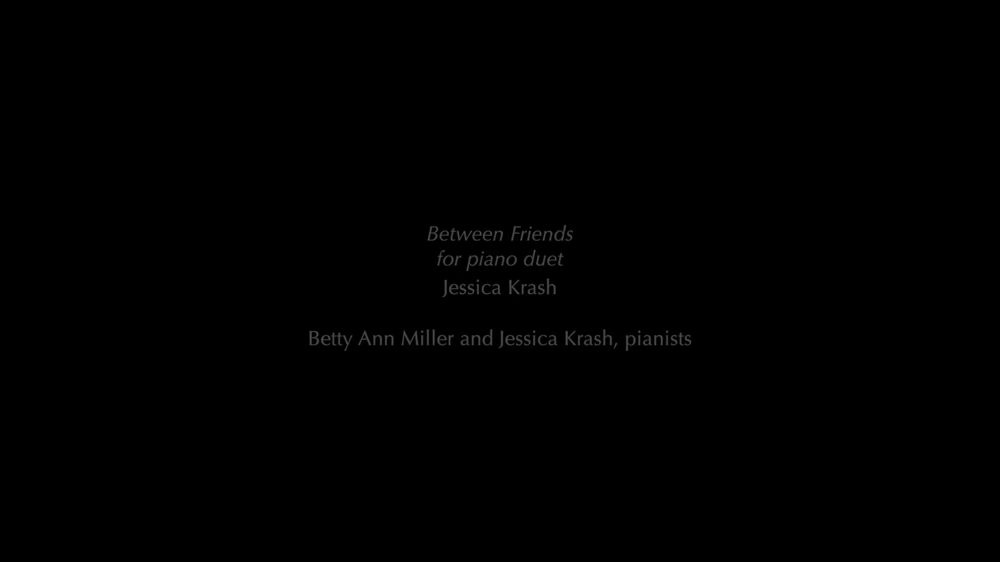 Between Friends
for piano duet
Jessica Krash
Betty Ann Miller and Jessica Krash, pianists